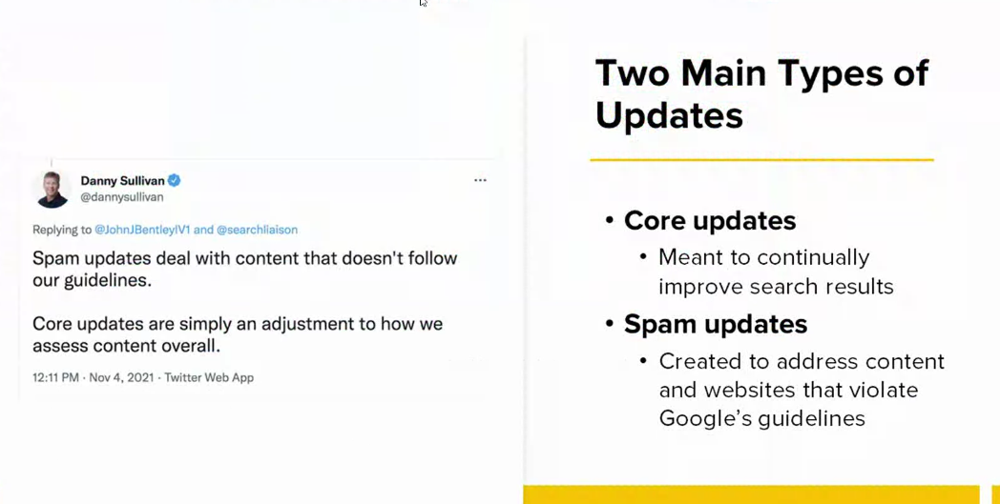 Danny Sullivan
@dannysullivan
Replying to @JohnJBentleyIV1 and @searchliaison
Spam updates deal with content that doesn't follow
our guidelines.
Core updates are simply an adjustment to how we
assess content overall.
12:11 PM · Nov 4, 2021 · Twitter Web App
Two Main Types of
Updates
• Core updates
• Meant to continually
improve search results
• Spam updates
• Created to address content
and websites that violate
Google’s guidelines